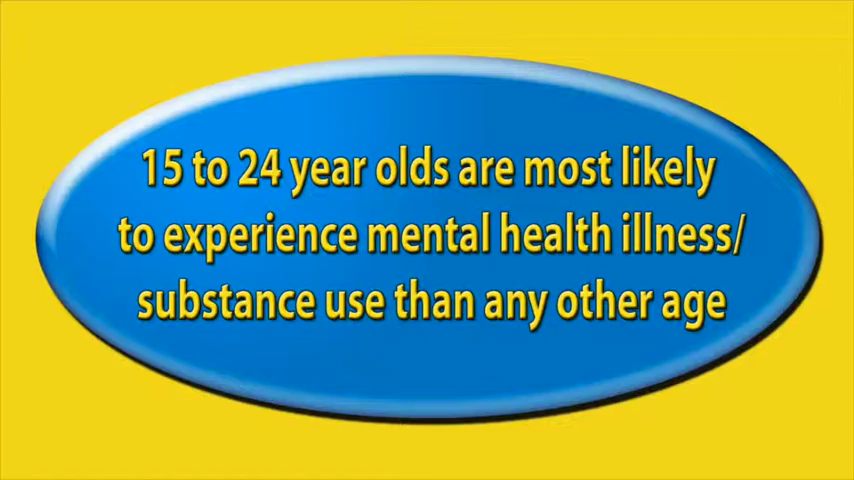 15 to 24 year olds are most likely
to experience mental health illness/
substance use than any other age